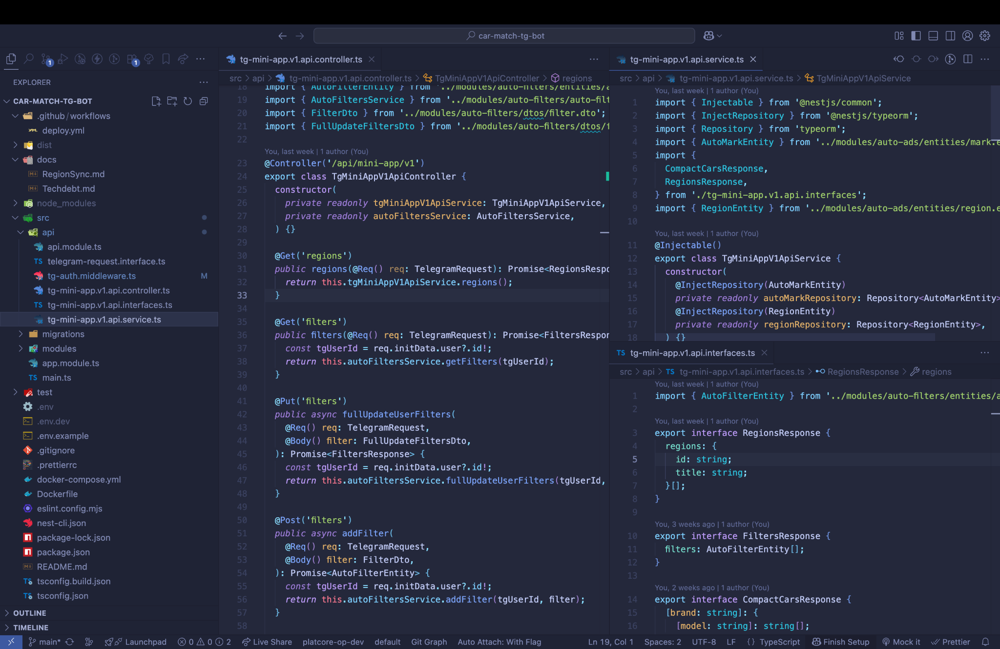 car-match-tg-bot
1
1
EXPLORER
CAR-MATCH-TG-BOT
.github/workflows
deploy.yml
dist
docs
RegionSync.md
Techdebt.md
node_modules
src
api
api.module.ts
TS telegram-request.interface.ts
tg-auth.middleware.ts M
tg-mini-app.v1.api.controller.ts
TS tg-mini-app.v1.api.interfaces.ts
tg-mini-app.v1.api.service.ts
migrations
modules
app.module.ts
TS main.ts
test
.env
.env.dev
.env.example
.gitignore
.prettierrc
docker-compose.yml
Dockerfile
eslint.config.mjs
nest-cli.json
package-lock.json
package.json
README.md
TS tsconfig.build.json
TS tsconfig.json
OUTLINE
TIMELINE
tg-mini-app.v1.api.controller.ts
src > api > tg-mini-app.v1.api.controller.ts > TgMiniAppV1ApiController > regions
18 import { AutoFilterEntity } from '../modules/auto-filters/entities/a
19 import { AutoFiltersService } from '../modules/auto-filters/auto-filt
20 import { FilterDto } from '../modules/auto-filters/dtos/filter.dto';
21 import { FullUpdateFiltersDto } from '../modules/auto-filters/dtos/f
22
You, last week | 1 author (You)
23 @Controller('/api/mini-app/v1')
24 export class TgMiniAppV1ApiController {
25 constructor(
26 private readonly tgMiniAppV1ApiService: TgMiniAppV1ApiService,
27 private readonly autoFiltersService: AutoFiltersService,
28 ) {}
29
30 @Get('regions')
31 public regions(@Req() req: TelegramRequest): Promise<RegionsRespo
32 return this.tgMiniAppV1ApiService.regions();
33 }
34
35 @Get('filters')
36 public filters(@Req() req: TelegramRequest): Promise<FiltersRespon
37 const tgUserId = req.initData.user?.id!;
38 return this.autoFiltersService.getFilters(tgUserId);
39 }
40
41 @Put('filters')
42 public async fullUpdateUserFilters(
43 @Req() req: TelegramRequest,
44 @Body() filter: FullUpdateFiltersDto,
45 ): Promise<FiltersResponse> {
46 const tgUserId = req.initData.user?.id!;
47 return this.autoFiltersService.fullUpdateUserFilters(tgUserId,
48 }
49
50 @Post('filters')
51 public async addFilter(
52 @Req() req: TelegramRequest,
53 @Body() filter: FilterDto,
54 ): Promise<AutoFilterEntity> {
55 const tgUserId = req.initData.user?.id!;
56 return this.autoFiltersService.addFilter(tgUserId, filter);
57 }
58
tg-mini-app.v1.api.service.ts
src > api > tg-mini-app.v1.api.service.ts > TgMiniAppV1ApiService
You, last week | 1 author (You)
1 import { Injectable } from '@nestjs/common';
2 import { InjectRepository } from '@nestjs/typeorm';
3 import { Repository } from 'typeorm';
4 import { AutoMarkEntity } from '../modules/auto-ads/entities/mark.e
5 import {
6 CompactCarsResponse,
7 RegionsResponse,
8 } from './tg-mini-app.v1.api.interfaces';
9 import { RegionEntity } from '../modules/auto-ads/entities/region.e
10
You, last week | 1 author (You)
11 @Injectable()
12 export class TgMiniAppV1ApiService {
13 constructor(
14 @InjectRepository(AutoMarkEntity)
15 private readonly autoMarkRepository: Repository<AutoMarkEntity>
16 @InjectRepository(RegionEntity)
17 private readonly regionRepository: Repository<RegionEntity>,
18 ) {}
TS tg-mini-app.v1.api.interfaces.ts
src > api > TS tg-mini-app.v1.api.interfaces.ts > RegionsResponse > regions
You, last week | 1 author (You)
1 import { AutoFilterEntity } from '../modules/auto-filters/entities/a
2
You, last week | 1 author (You)
3 export interface RegionsResponse {
4 regions: {
5 id: string;
6 title: string;
7 }[];
8 }
9
You, 3 weeks ago | 1 author (You)
10 export interface FiltersResponse {
11 filters: AutoFilterEntity[];
12 }
13
You, 2 weeks ago | 1 author (You)
14 export interface CompactCarsResponse {
15 [brand: string]: {
16 [model: string]: string[];
main* Launchpad 0 0 2 Live Share platcore-op-dev default Git Graph Auto Attach: With Flag Ln 19, Col 1 Spaces: 2 UTF-8 LF {} TypeScript Finish Setup Mock it Prettier